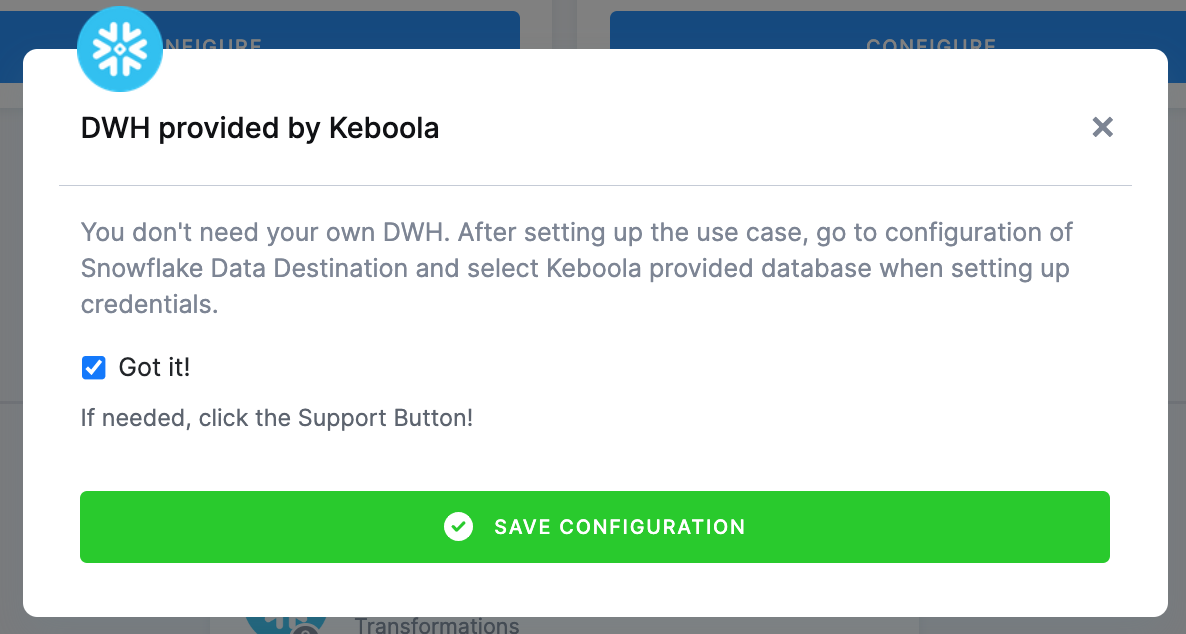 CONFIGURE
DWH provided by Keboola
You don't need your own DWH. After setting up the use case, go to configuration of
Snowflake Data Destination and select Keboola provided database when setting up
credentials.
Got it!
If needed, click the Support Button!
SAVE CONFIGURATION
Transformations